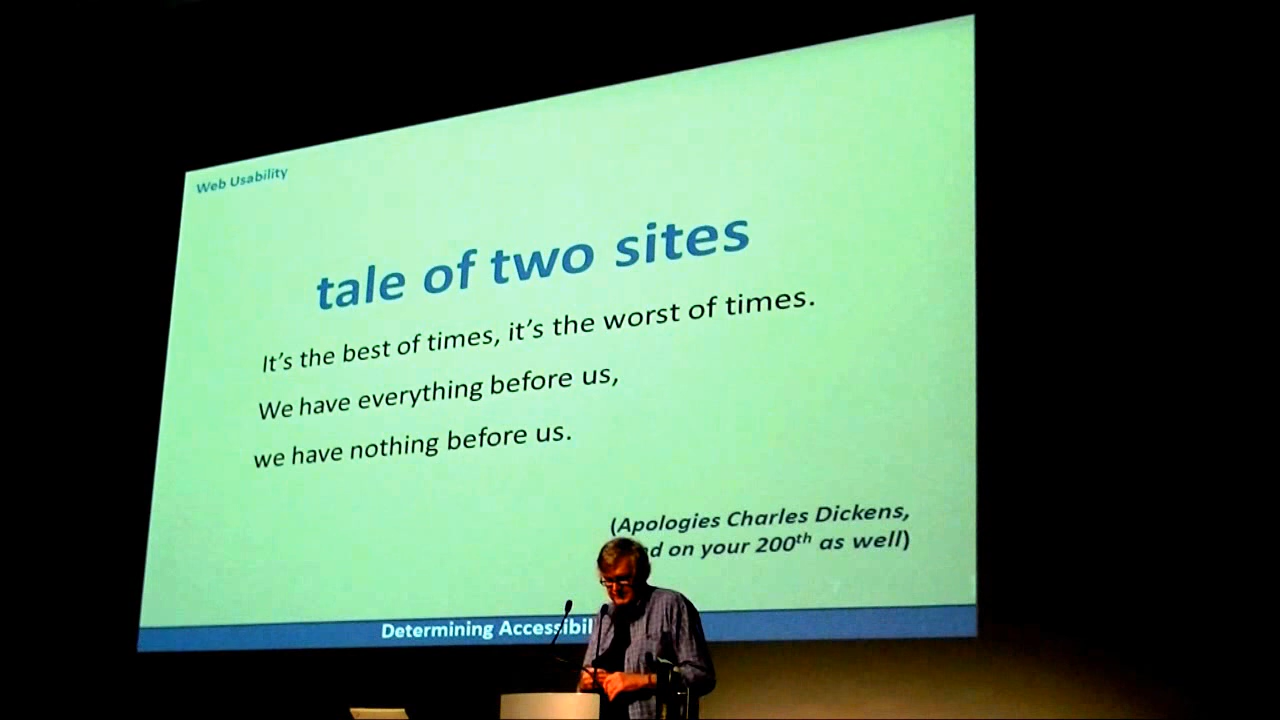 Web Usability
tale of two sites
It's the best of times, it's the worst of times.
We have everything before us,
we have nothing before us.
(Apologies Charles Dickens,
on your 200th as well)
Determining